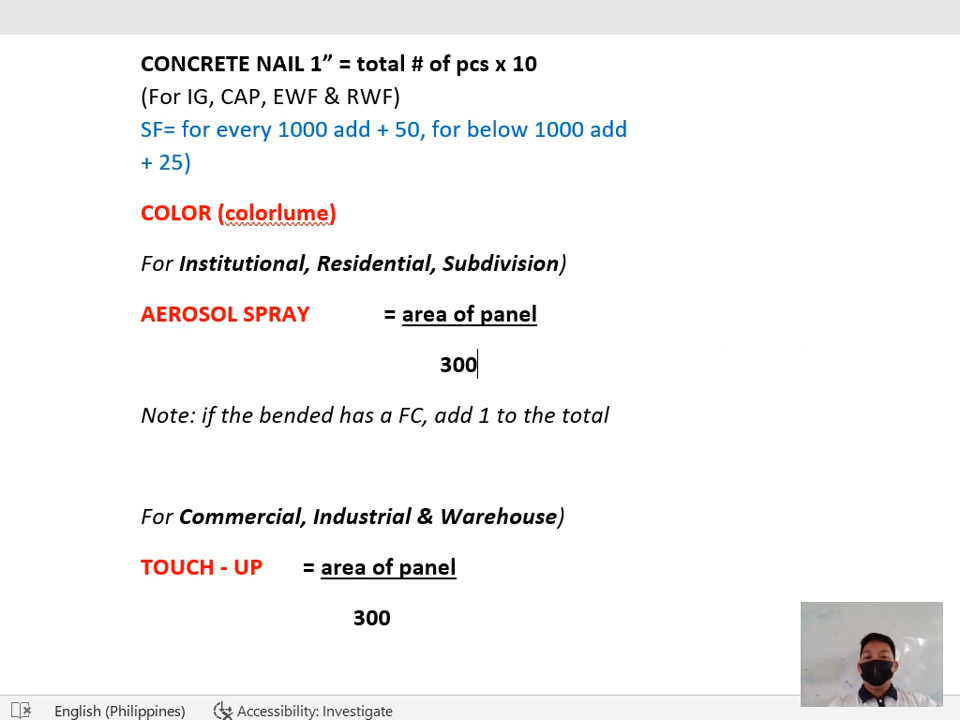 CONCRETE NAIL 1” = total # of pcs x 10
(For IG, CAP, EWF & RWF)
SF= for every 1000 add + 50, for below 1000 add
+ 25)
COLOR (colorlume)
For Institutional, Residential, Subdivision)
AEROSOL SPRAY = area of panel
300
Note: if the bended has a FC, add 1 to the total
For Commercial, Industrial & Warehouse)
TOUCH - UP = area of panel
300
English (Philippines) Accessibility: Investigate